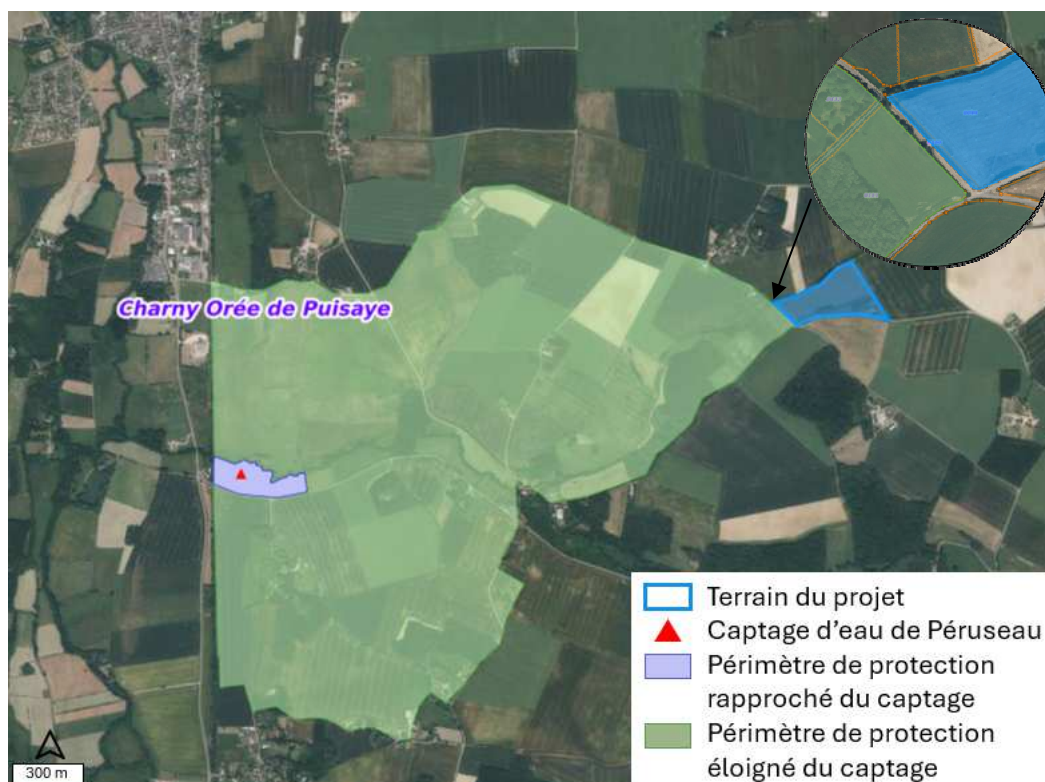 Charny Orée de Puisaye
Terrain du projet
Captage d'eau de Péruseau
Périmètre de protection
rapproché du captage
Périmètre de protection
éloigné du captage
300 m